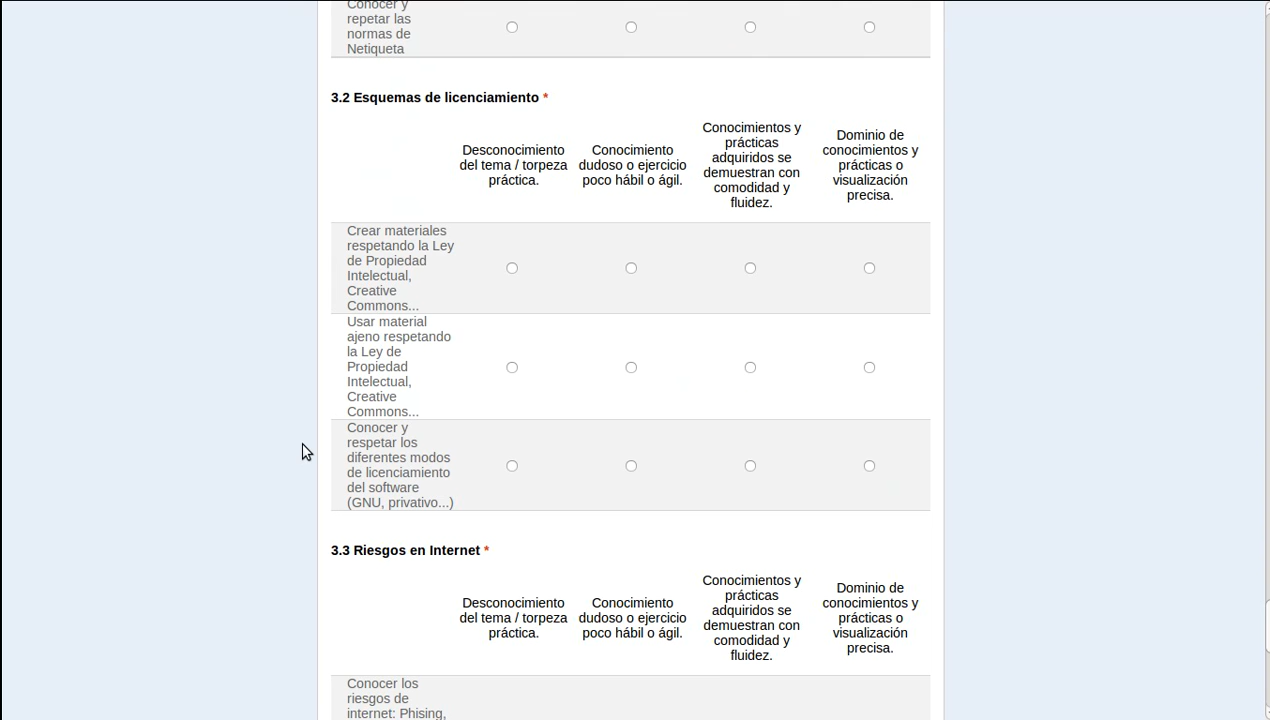 Conocer y
repetar las
normas de
Netiqueta
3.2 Esquemas de licenciamiento *
Desconocimiento
del tema / torpeza
práctica.
Conocimiento
dudoso o ejercicio
poco hábil o ágil.
Conocimientos y
prácticas
adquiridos se
demuestran con
comodidad y
fluidez.
Dominio de
conocimientos y
prácticas o
visualización
precisa.
Crear materiales
respetando la Ley
de Propiedad
Intelectual,
Creative
Commons...
Usar material
ajeno respetando
la Ley de
Propiedad
Intelectual,
Creative
Commons...
Conocer y
respetar los
diferentes modos
de licenciamiento
del software
(GNU, privativo...)
3.3 Riesgos en Internet *
Desconocimiento
del tema / torpeza
práctica.
Conocimiento
dudoso o ejercicio
poco hábil o ágil.
Conocimientos y
prácticas
adquiridos se
demuestran con
comodidad y
fluidez.
Dominio de
conocimientos y
prácticas o
visualización
precisa.
Conocer los
riesgos de
internet: Phising,